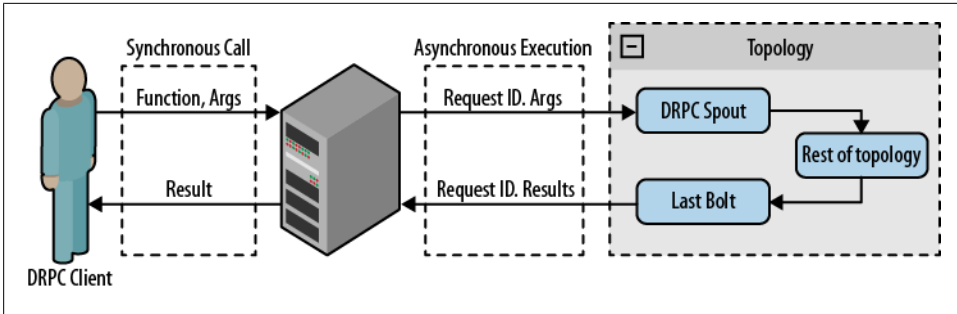 Synchronous Call
Asynchronous Execution
Topology
Function, Args
Request ID. Args
DRPC Spout
Rest of topology
Result
Request ID. Results
Last Bolt
DRPC Client